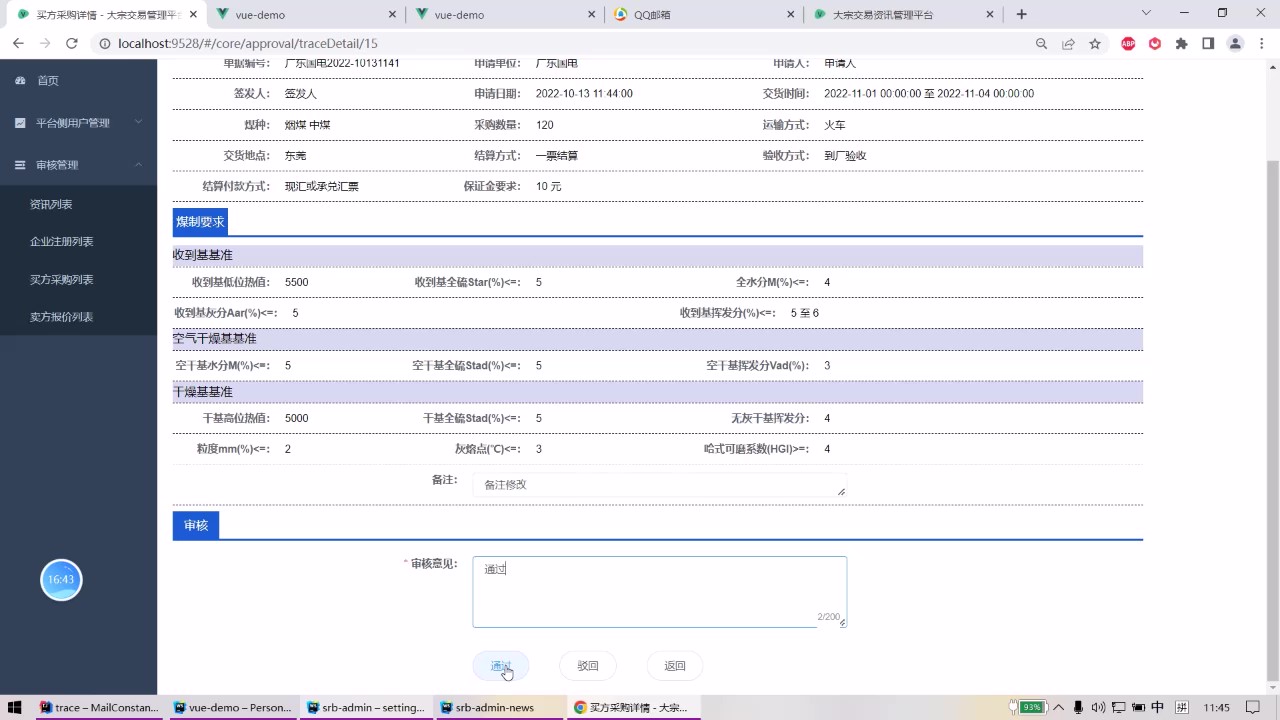 买方采购详情 - 大宗交易管理平台 vue-demo vue-demo QQ邮箱 大宗交易资讯管理平台
localhost:9528/#/core/approval/traceDetail/15 ABP
首页
平台侧用户管理
审核管理
资讯列表
企业注册列表
买方采购列表
卖方报价列表
16:43
单据编号: 广东国电2022-10131141 申请单位: 广东国电 申请人: 申请人
签发人: 签发人 申请日期: 2022-10-13 11:44:00 交货时间: 2022-11-01 00:00:00 至 2022-11-04 00:00:00
煤种: 烟煤 中煤 采购数量: 120 运输方式: 火车
交货地点: 东莞 结算方式: 一票结算 验收方式: 到厂验收
结算付款方式: 现汇或承兑汇票 保证金要求: 10 元
煤制要求
收到基基准
收到基低位热值: 5500 收到基全硫Star(%)<=: 5 全水分M(%)<=: 4
收到基灰分Aar(%)<=: 5 收到基挥发分(%)<=: 5 至 6
空气干燥基基准
空干基水分M(%)<=: 5 空干基全硫Stad(%)<=: 5 空干基挥发分Vad(%): 3
干燥基基准
干基高位热值: 5000 干基全硫Stad(%)<=: 5 无灰干基挥发分: 4
粒度mm(%)<=: 2 灰熔点(℃)<=: 3 哈式可磨系数(HGI)>=: 4
备注: 备注修改
审核
* 审核意见: 通过
2/200
通过 驳回 返回
trace – MailConstan... vue-demo – Person... srb-admin – setting... srb-admin-news 买方采购详情 - 大宗... 93% 中 拼 11:45